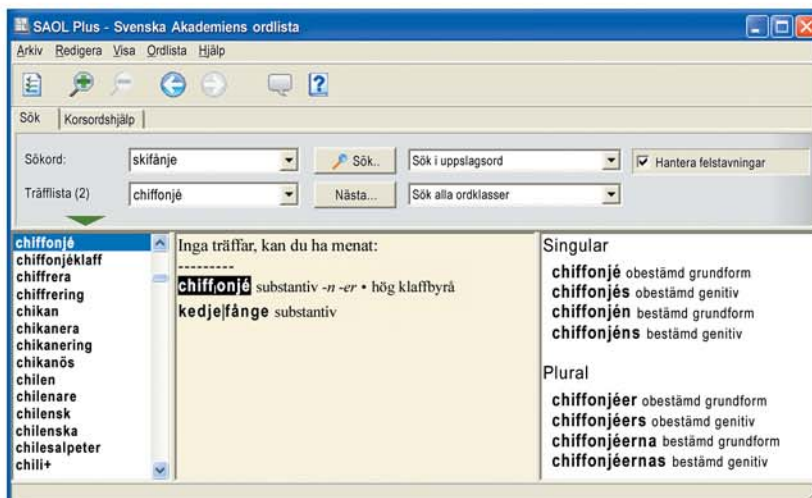 SAOL Plus - Svenska Akademiens ordlista
Arkiv Redigera Visa Ordlista Hjälp
Sök Korsordshjälp
Sökord: skifånje Sök.. Sök i uppslagsord Hantera felstavningar
Träfflista (2) chiffonjé Nästa... Sök alla ordklasser
chiffonjé
chiffonjéklaff
chiffrera
chiffrering
chikan
chikanera
chikanering
chikanös
chilen
chilenare
chilensk
chilenska
chilesalpeter
chili+
Inga träffar, kan du ha menat:
---------
chiff|onjé substantiv -n -er • hög klaffbyrå
kedje|fånge substantiv
Singular
chiffonjé obestämd grundform
chiffonjés obestämd genitiv
chiffonjén bestämd grundform
chiffonjéns bestämd genitiv
Plural
chiffonjéer obestämd grundform
chiffonjéers obestämd genitiv
chiffonjéerna bestämd grundform
chiffonjéernas bestämd genitiv